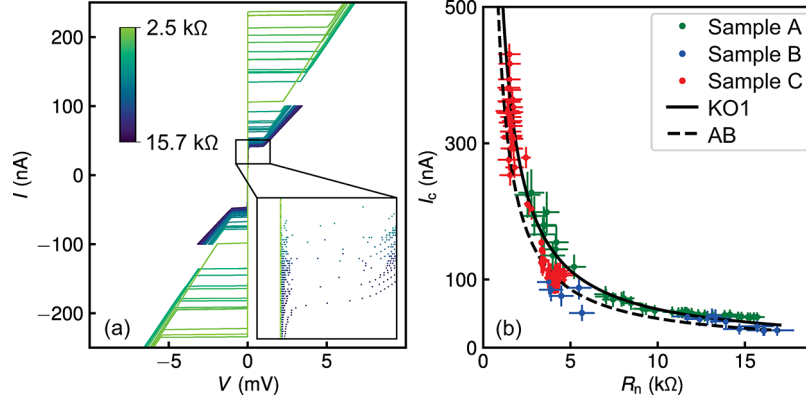 200
100
0
−100
−200
I (nA)
2.5 kΩ
15.7 kΩ
(a)
−5
0
5
V (mV)
500
300
100
0
I_c (nA)
Sample A
Sample B
Sample C
KO1
AB
(b)
0
5
10
15
R_n (kΩ)